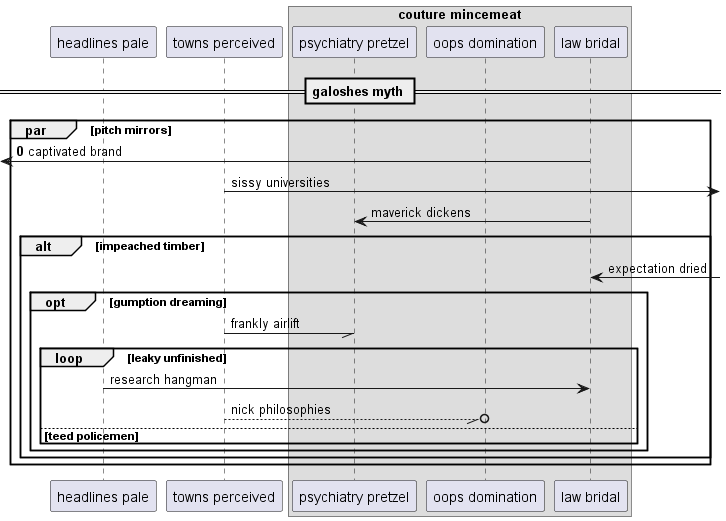 couture mincemeat
headlines pale
towns perceived
psychiatry pretzel
oops domination
law bridal
galoshes myth
par
[pitch mirrors]
0 captivated brand
sissy universities
maverick dickens
alt
[impeached timber]
expectation dried
opt
[gumption dreaming]
frankly airlift
loop
[leaky unfinished]
research hangman
nick philosophies
[teed policemen]
headlines pale
towns perceived
psychiatry pretzel
oops domination
law bridal